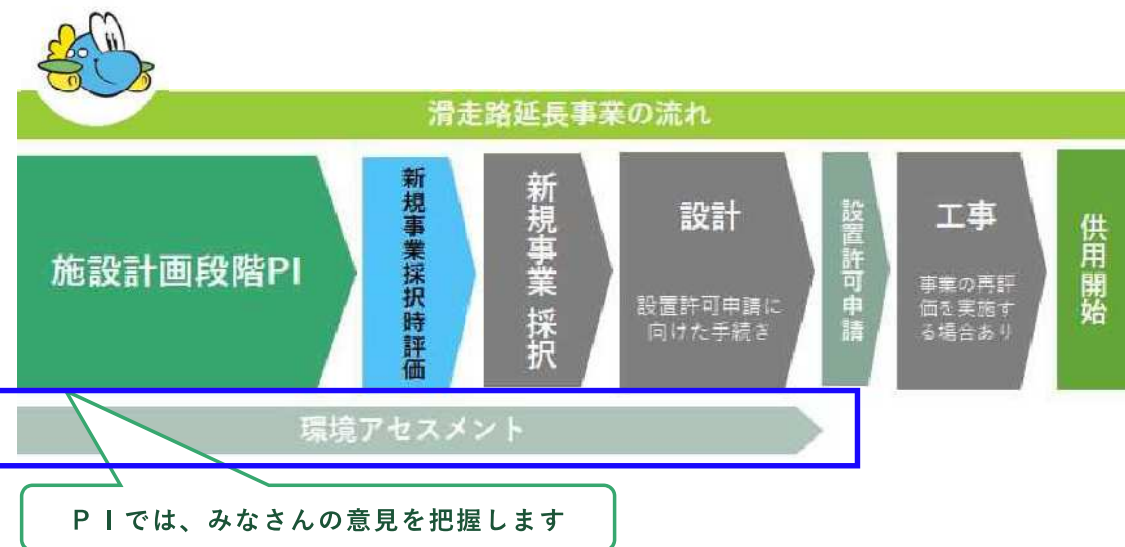 滑走路延長事業の流れ
施設計画段階PI
新規事業採択時評価
新規事業 採択
設計
設置許可申請に
向けた手続き
設置許可申請
工事
事業の再評
価を実施す
る場合あり
供用開始
環境アセスメント
ＰＩでは、みなさんの意見を把握します